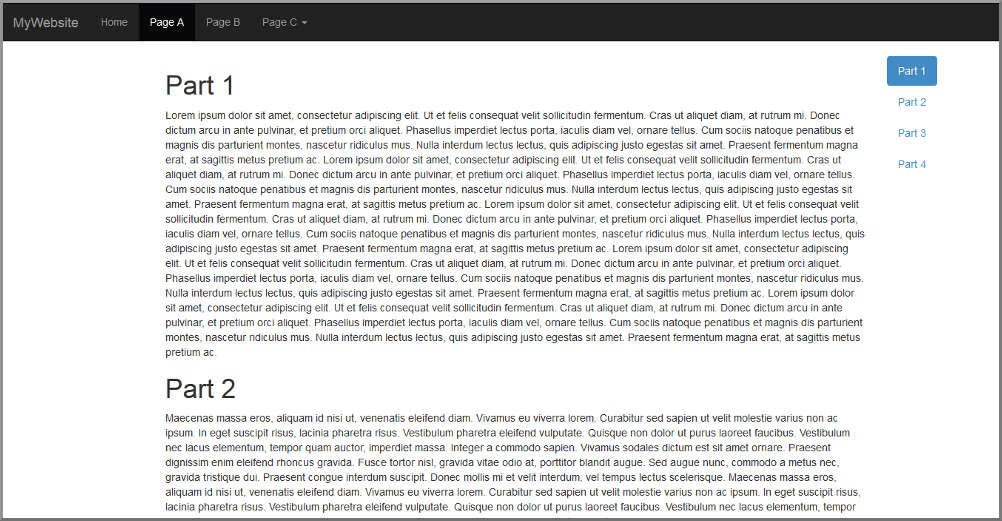 MyWebsite Home Page A Page B Page C
Part 1
Part 2
Part 3
Part 4
Part 1
Lorem ipsum dolor sit amet, consectetur adipiscing elit. Ut et felis consequat velit sollicitudin fermentum. Cras ut aliquet diam, at rutrum mi. Donec
dictum arcu in ante pulvinar, et pretium orci aliquet. Phasellus imperdiet lectus porta, iaculis diam vel, ornare tellus. Cum sociis natoque penatibus et
magnis dis parturient montes, nascetur ridiculus mus. Nulla interdum lectus lectus, quis adipiscing justo egestas sit amet. Praesent fermentum magna
erat, at sagittis metus pretium ac. Lorem ipsum dolor sit amet, consectetur adipiscing elit. Ut et felis consequat velit sollicitudin fermentum. Cras ut
aliquet diam, at rutrum mi. Donec dictum arcu in ante pulvinar, et pretium orci aliquet. Phasellus imperdiet lectus porta, iaculis diam vel, ornare tellus.
Cum sociis natoque penatibus et magnis dis parturient montes, nascetur ridiculus mus. Nulla interdum lectus lectus, quis adipiscing justo egestas sit
amet. Praesent fermentum magna erat, at sagittis metus pretium ac. Lorem ipsum dolor sit amet, consectetur adipiscing elit. Ut et felis consequat velit
sollicitudin fermentum. Cras ut aliquet diam, at rutrum mi. Donec dictum arcu in ante pulvinar, et pretium orci aliquet. Phasellus imperdiet lectus porta,
iaculis diam vel, ornare tellus. Cum sociis natoque penatibus et magnis dis parturient montes, nascetur ridiculus mus. Nulla interdum lectus lectus, quis
adipiscing justo egestas sit amet. Praesent fermentum magna erat, at sagittis metus pretium ac. Lorem ipsum dolor sit amet, consectetur adipiscing
elit. Ut et felis consequat velit sollicitudin fermentum. Cras ut aliquet diam, at rutrum mi. Donec dictum arcu in ante pulvinar, et pretium orci aliquet.
Phasellus imperdiet lectus porta, iaculis diam vel, ornare tellus. Cum sociis natoque penatibus et magnis dis parturient montes, nascetur ridiculus mus.
Nulla interdum lectus lectus, quis adipiscing justo egestas sit amet. Praesent fermentum magna erat, at sagittis metus pretium ac. Lorem ipsum dolor
sit amet, consectetur adipiscing elit. Ut et felis consequat velit sollicitudin fermentum. Cras ut aliquet diam, at rutrum mi. Donec dictum arcu in ante
pulvinar, et pretium orci aliquet. Phasellus imperdiet lectus porta, iaculis diam vel, ornare tellus. Cum sociis natoque penatibus et magnis dis parturient
montes, nascetur ridiculus mus. Nulla interdum lectus lectus, quis adipiscing justo egestas sit amet. Praesent fermentum magna erat, at sagittis metus
pretium ac.
Part 2
Maecenas massa eros, aliquam id nisi ut, venenatis eleifend diam. Vivamus eu viverra lorem. Curabitur sed sapien ut velit molestie varius non ac
ipsum. In eget suscipit risus, lacinia pharetra risus. Vestibulum pharetra eleifend vulputate. Quisque non dolor ut purus laoreet faucibus. Vestibulum
nec lacus elementum, tempor quam auctor, imperdiet massa. Integer a commodo sapien. Vivamus sodales dictum est sit amet ornare. Praesent
dignissim enim eleifend rhoncus gravida. Fusce tortor nisl, gravida vitae odio at, porttitor blandit augue. Sed augue nunc, commodo a metus nec,
gravida tristique dui. Praesent congue interdum suscipit. Donec mollis mi et velit interdum, vel tempus lectus scelerisque. Maecenas massa eros,
aliquam id nisi ut, venenatis eleifend diam. Vivamus eu viverra lorem. Curabitur sed sapien ut velit molestie varius non ac ipsum. In eget suscipit risus,
lacinia pharetra risus. Vestibulum pharetra eleifend vulputate. Quisque non dolor ut purus laoreet faucibus. Vestibulum nec lacus elementum, tempor